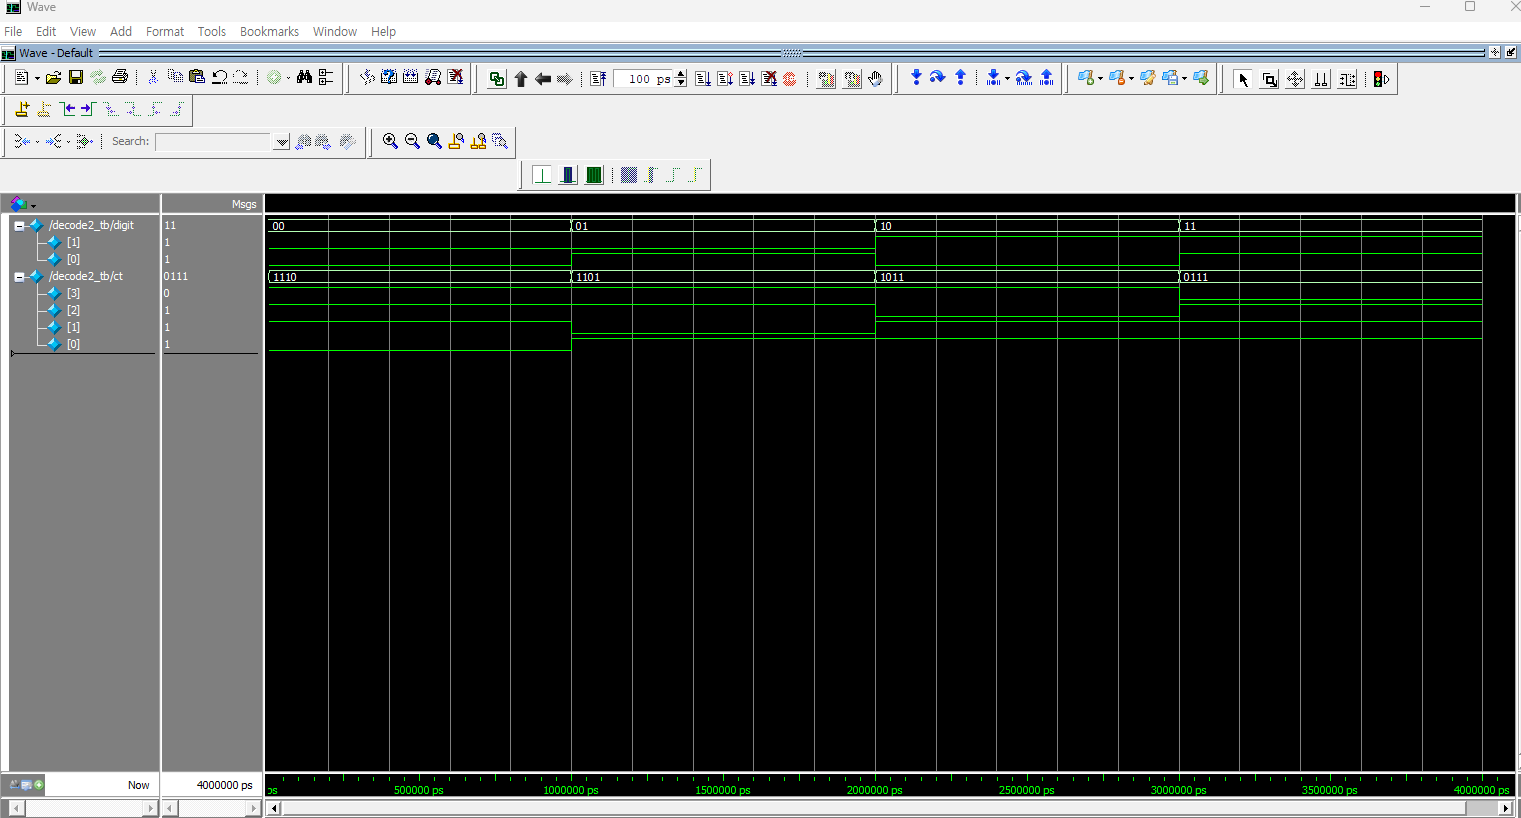 Wave
File Edit View Add Format Tools Bookmarks Window Help
Wave - Default
100 ps
Search:
Msgs
/decode2_tb/digit 11 00 01 10 11
[1] 1
[0] 1
/decode2_tb/ct 0111 1110 1101 1011 0111
[3] 0
[2] 1
[1] 1
[0] 1
Now 4000000 ps
ps 500000 ps 1000000 ps 1500000 ps 2000000 ps 2500000 ps 3000000 ps 3500000 ps 4000000 ps